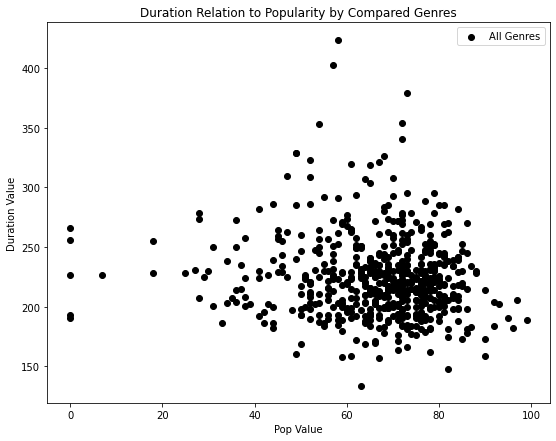 Duration Relation to Popularity by Compared Genres
All Genres
400
350
300
250
200
150
Duration Value
0 20 40 60 80 100
Pop Value